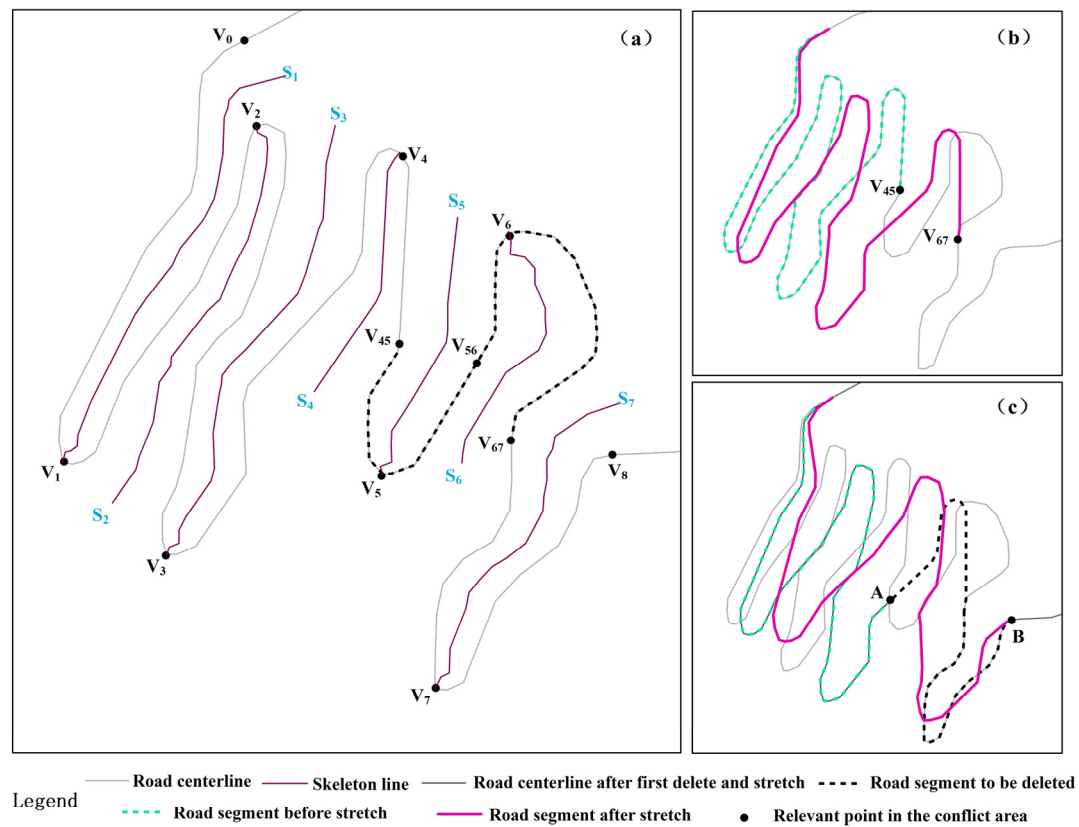 (a)
V0
S1
V2
S3
V4
S5
V6
V45
V56
S4
S7
V67
V8
V1
S6
V5
S2
V3
V7
(b)
V45
V67
(c)
A
B
Road centerline
Skeleton line
Road centerline after first delete and stretch
Road segment to be deleted
Legend
Road segment before stretch
Road segment after stretch
Relevant point in the conflict area